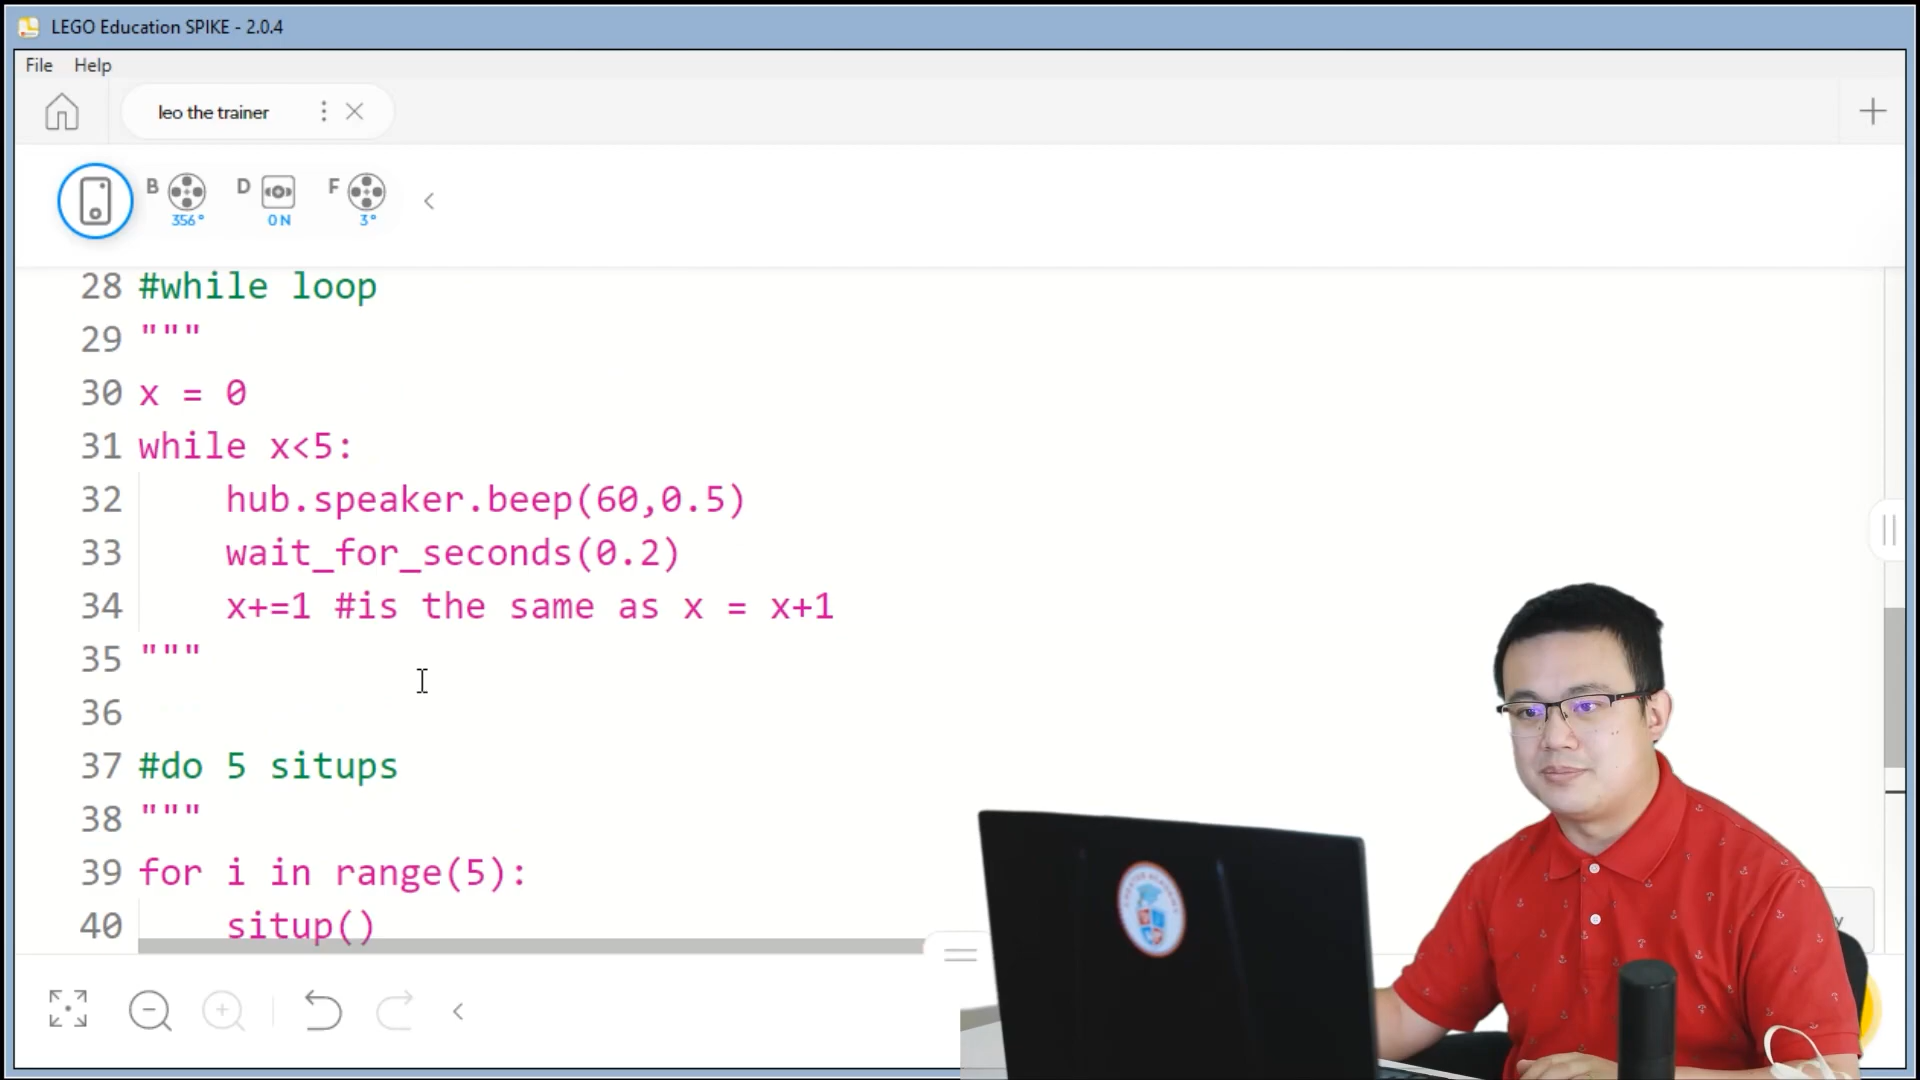 LEGO Education SPIKE - 2.0.4
File Help
leo the trainer
B D F
356° 0 N 3°
28 #while loop
29 """
30 x = 0
31 while x<5:
32 hub.speaker.beep(60,0.5)
33 wait_for_seconds(0.2)
34 x+=1 #is the same as x = x+1
35 """
36
37 #do 5 situps
38 """
39 for i in range(5):
40 situp()